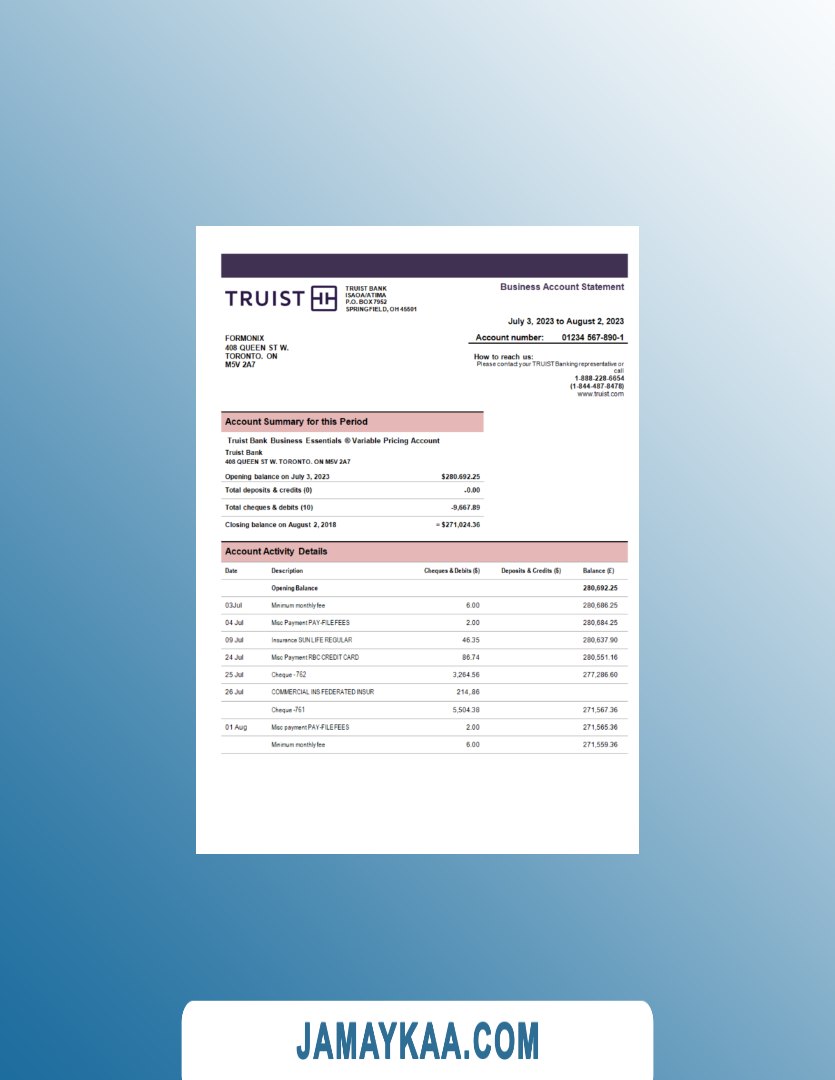 TRUIST
TRUIST BANK
ISAOA/ATIMA
P.O. BOX 7952
SPRINGFIELD, OH 45501
Business Account Statement
July 3, 2023 to August 2, 2023
Account number: 01234 567-890-1
FORMONIX
408 QUEEN ST W.
TORONTO. ON
M5V 2A7
How to reach us:
Please contact your TRUIST Banking representative or
call
1-888-228-6654
(1-844-487-8478)
www.truist.com
Account Summary for this Period
Truist Bank Business Essentials ® Variable Pricing Account
Truist Bank
408 QUEEN ST W. TORONTO. ON M5V 2A7
Opening balance on July 3, 2023 $280.692.25
Total deposits & credits (0) -0.00
Total cheques & debits (10) -9,667.89
Closing balance on August 2, 2018 = $271,024.36
Account Activity Details
Date Description Cheques & Debits ($) Deposits & Credits ($) Balance (£)
Opening Balance 280,692.25
03Jul Minimum monthly fee 6.00 280,686.25
04 Jul Misc Payment PAY-FILE FEES 2.00 280,684.25
09 Jul Insurance SUN LIFE REGULAR 46.35 280,637.90
24 Jul Misc Payment RBC CREDIT CARD 86.74 280,551.16
25 Jul Cheque -752 3,264.56 277,286.60
26 Jul COMMERCIAL INS FEDERATED INSUR 214,.86
Cheque -751 5,504.38 271,567.36
01 Aug Misc payment PAY-FILE FEES 2.00 271,565.36
Minimum monthly fee 6.00 271,559.36
JAMAYKAA.COM